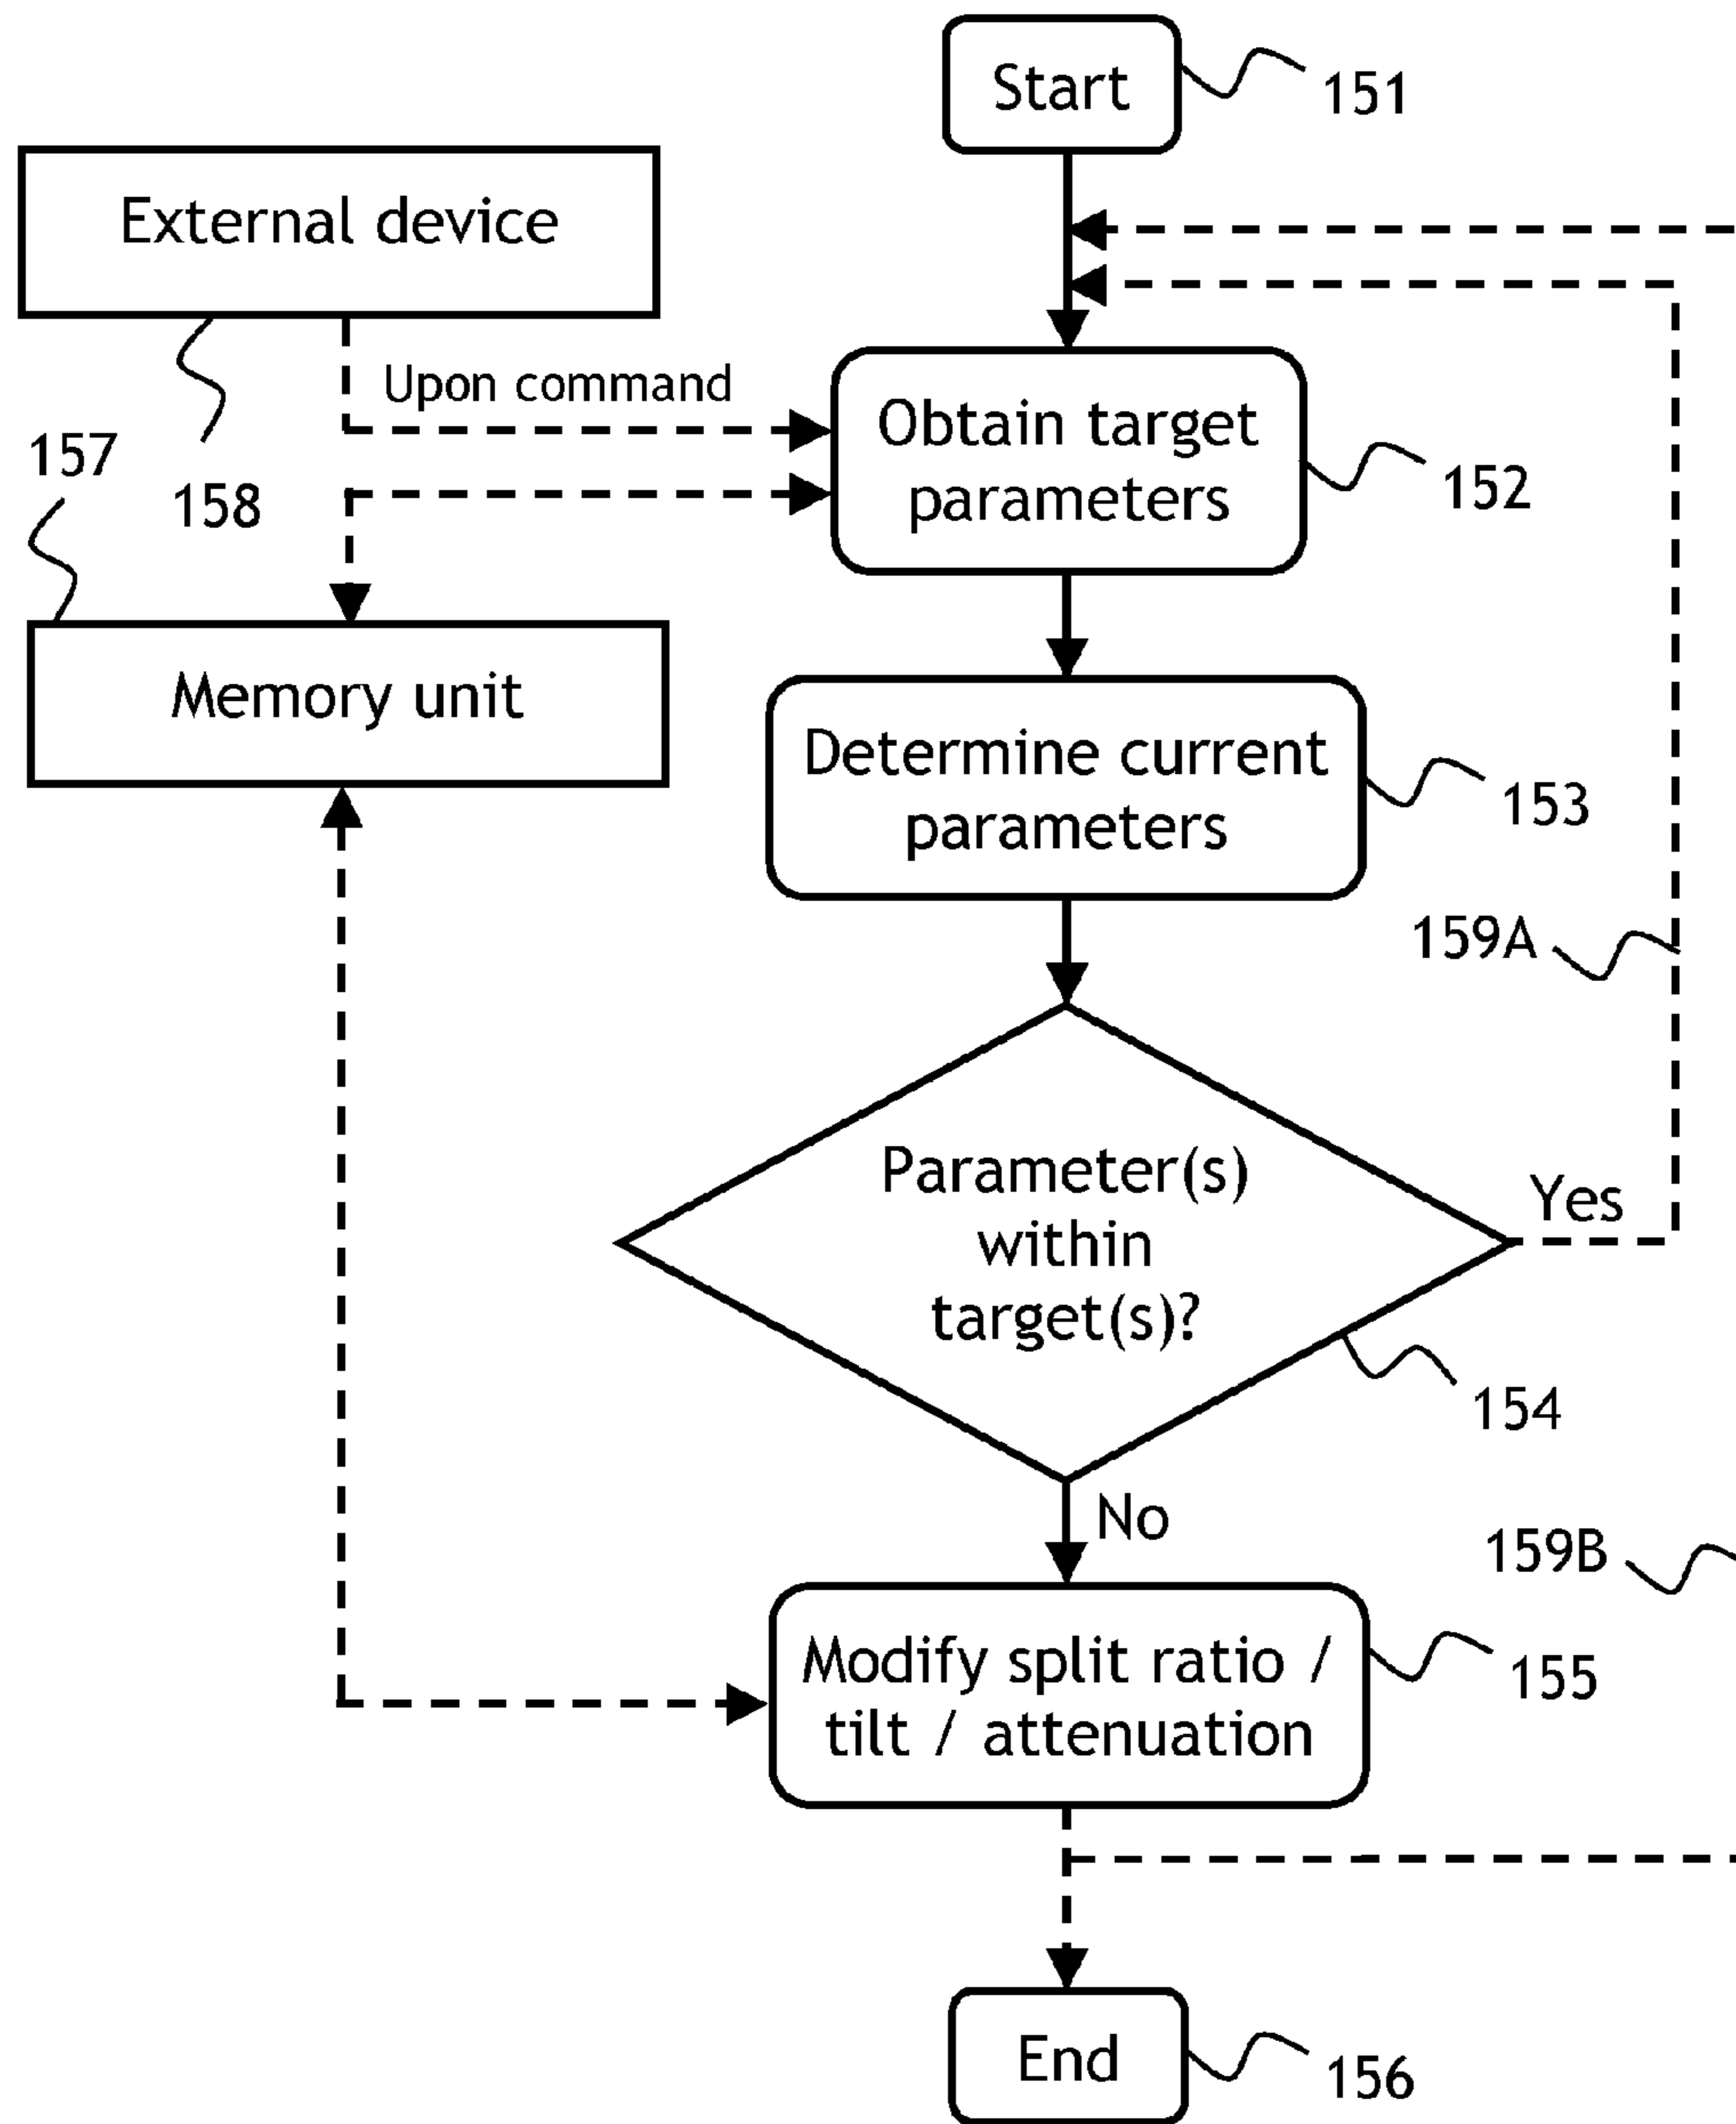 Start
151
External device
Upon command
157
158
Obtain target
parameters
152
Memory unit
Determine current
parameters
153
159A
Parameter(s)
within
target(s)?
Yes
154
No
159B
Modify split ratio /
tilt / attenuation
155
End
156